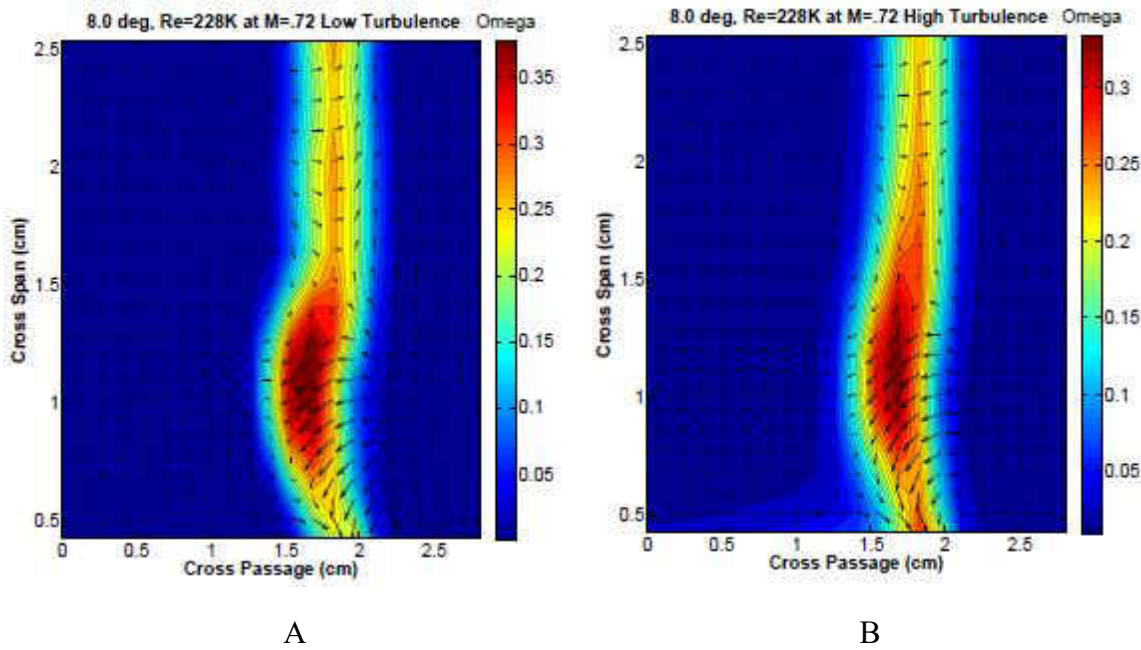 8.0 deg, Re=228K at M=.72 Low Turbulence Omega
2.5
2
1.5
1
0.5
Cross Span (cm)
0 0.5 1 1.5 2 2.5
Cross Passage (cm)
0.35
0.3
0.25
0.2
0.15
0.1
0.05
A
8.0 deg, Re=228K at M=.72 High Turbulence Omega
2.5
2
1.5
1
0.5
Cross Span (cm)
0 0.5 1 1.5 2 2.5
Cross Passage (cm)
0.3
0.25
0.2
0.15
0.1
0.05
B